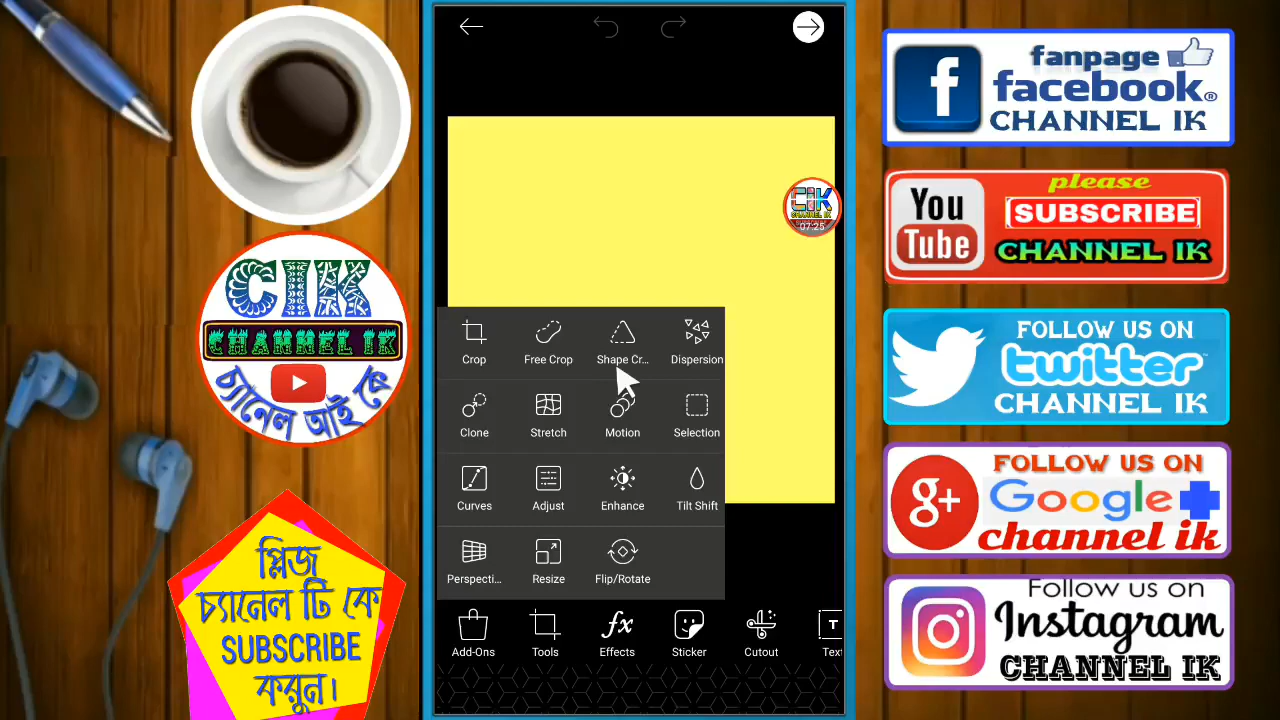 CIK
CHANNEL IK
চ্যানেল আই কে
প্লিজ
চ্যানেল টি কে
SUBSCRIBE
করুন।
CIK
CHANNEL IK
07:25
Crop
Free Crop
Shape Cr...
Dispersion
Clone
Stretch
Motion
Selection
Curves
Adjust
Enhance
Tilt Shift
Perspecti...
Resize
Flip/Rotate
Add-Ons
Tools
fx
Effects
Sticker
Cutout
T
Text
f
fanpage
facebook®
CHANNEL IK
You
Tube
please
SUBSCRIBE
CHANNEL IK
FOLLOW US ON
twitter™
CHANNEL IK
g+
FOLLOW US ON
Google
channel ik
Follow us on
Instagram
CHANNEL IK